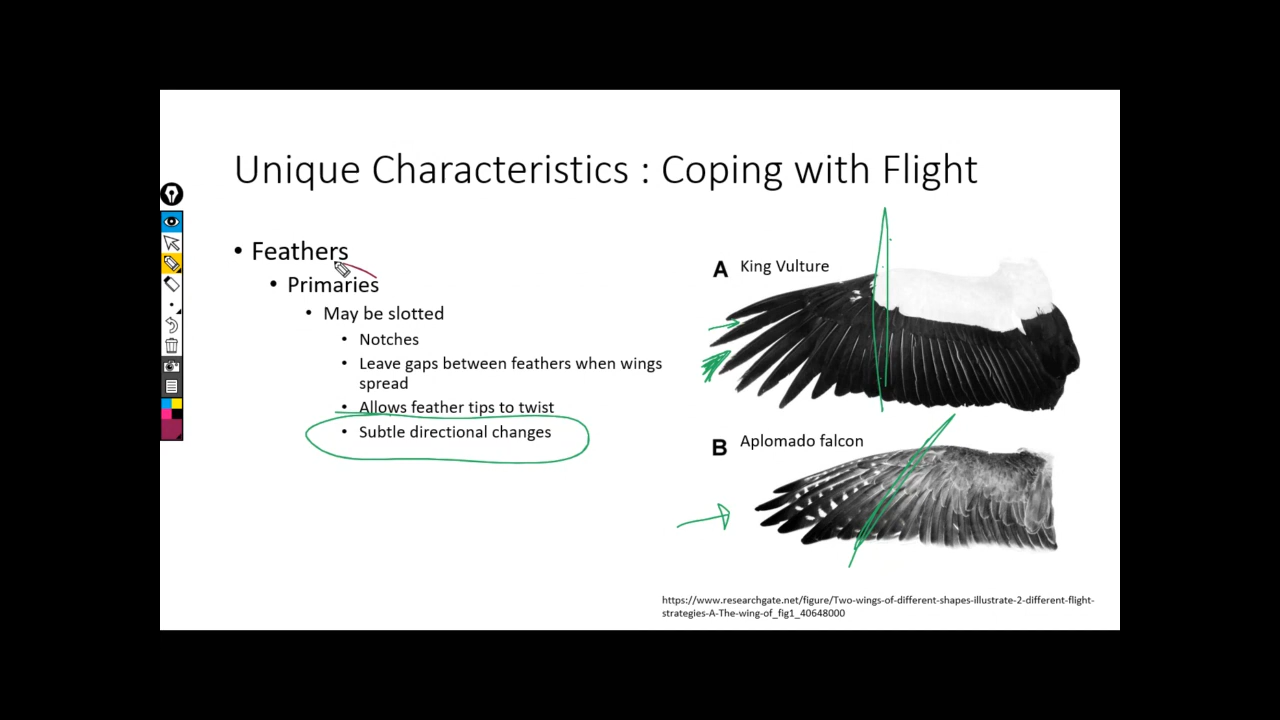 Unique Characteristics : Coping with Flight
• Feathers
• Primaries
• May be slotted
• Notches
• Leave gaps between feathers when wings
spread
• Allows feather tips to twist
• Subtle directional changes
A King Vulture
B Aplomado falcon
https://www.researchgate.net/figure/Two-wings-of-different-shapes-illustrate-2-different-flight-
strategies-A-The-wing-of_fig1_40648000